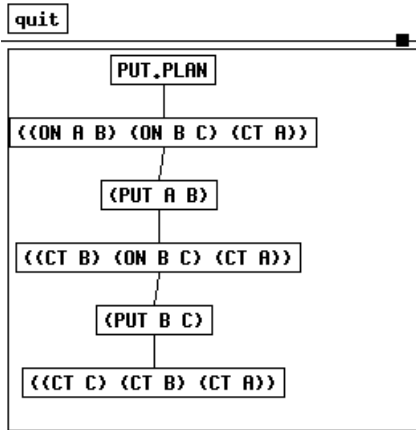 quit
PUT.PLAN
((ON A B) (ON B C) (CT A))
(PUT A B)
((CT B) (ON B C) (CT A))
(PUT B C)
((CT C) (CT B) (CT A))